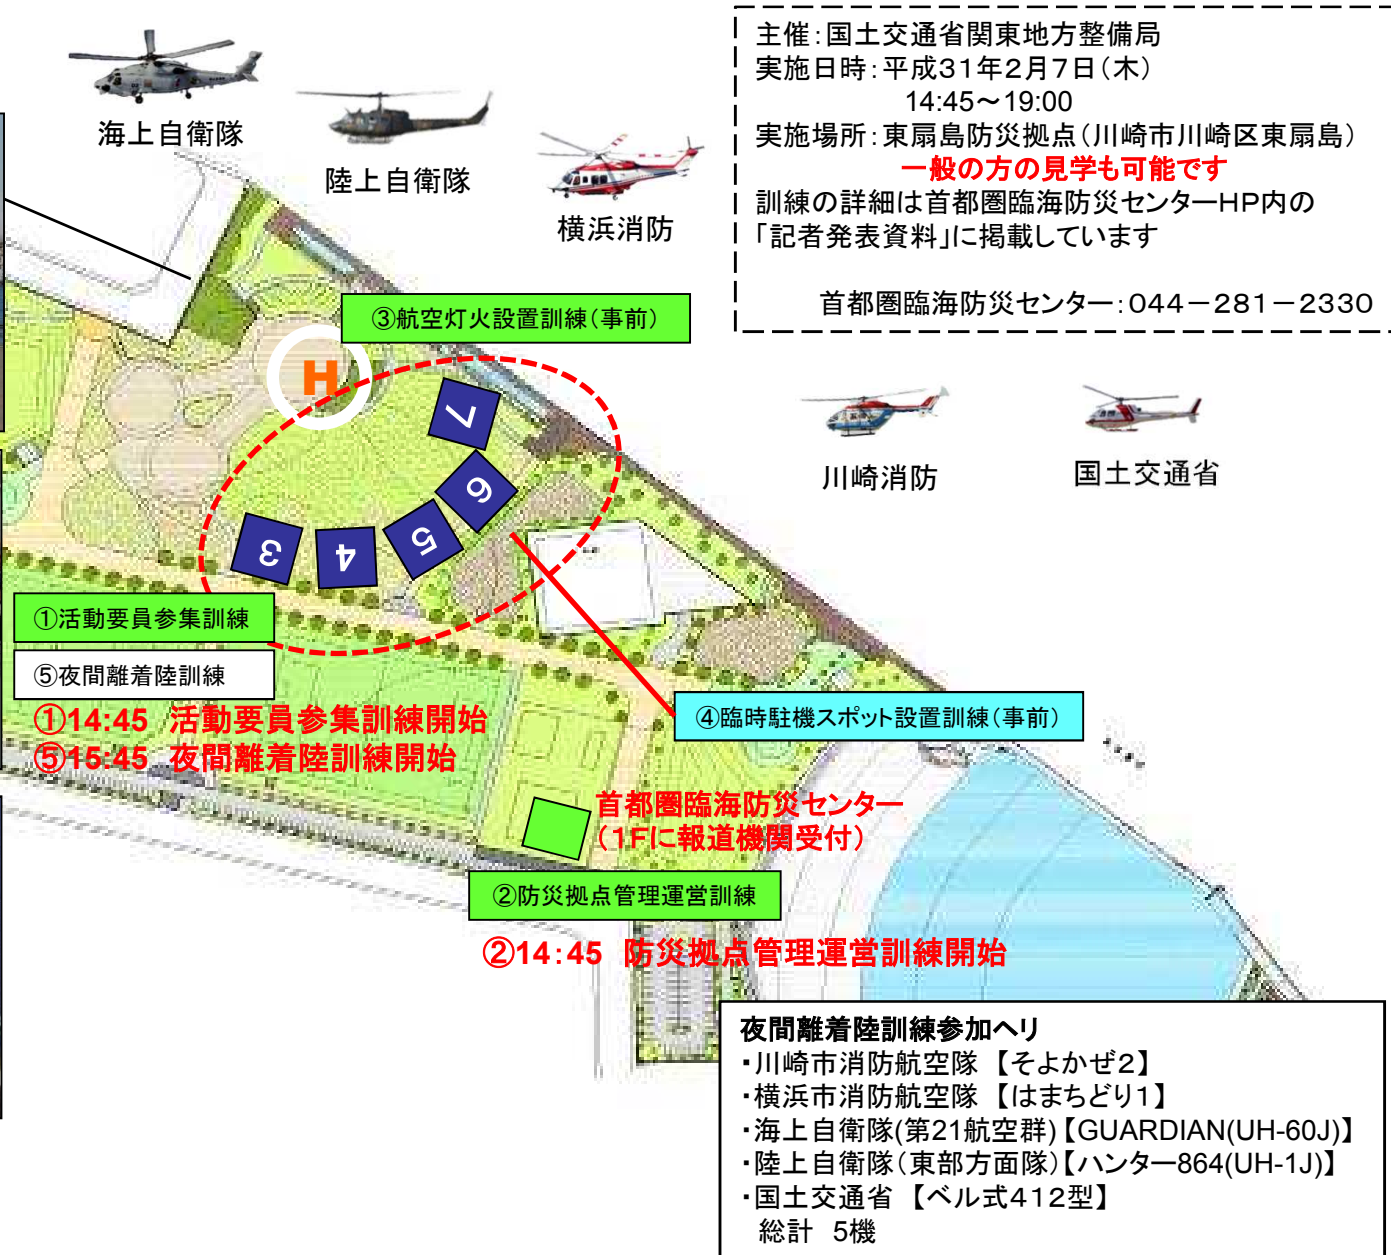 主催：国土交通省関東地方整備局
実施日時：平成31年2月7日（木）
14:45～19:00
実施場所：東扇島防災拠点（川崎市川崎区東扇島）
一般の方の見学も可能です
訓練の詳細は首都圏臨海防災センターHP内の
「記者発表資料」に掲載しています
首都圏臨海防災センター：044－281－2330
海上自衛隊
陸上自衛隊
横浜消防
川崎消防
国土交通省
③航空灯火設置訓練（事前）
H
7
6
5
4
3
①活動要員参集訓練
⑤夜間離着陸訓練
①14:45 活動要員参集訓練開始
⑤15:45 夜間離着陸訓練開始
④臨時駐機スポット設置訓練（事前）
首都圏臨海防災センター
（1Fに報道機関受付）
②防災拠点管理運営訓練
②14:45 防災拠点管理運営訓練開始
夜間離着陸訓練参加ヘリ
・川崎市消防航空隊 【そよかぜ2】
・横浜市消防航空隊 【はまちどり1】
・海上自衛隊(第21航空群)【GUARDIAN(UH-60J)】
・陸上自衛隊（東部方面隊）【ハンター864(UH-1J)】
・国土交通省 【ベル式412型】
総計 5機